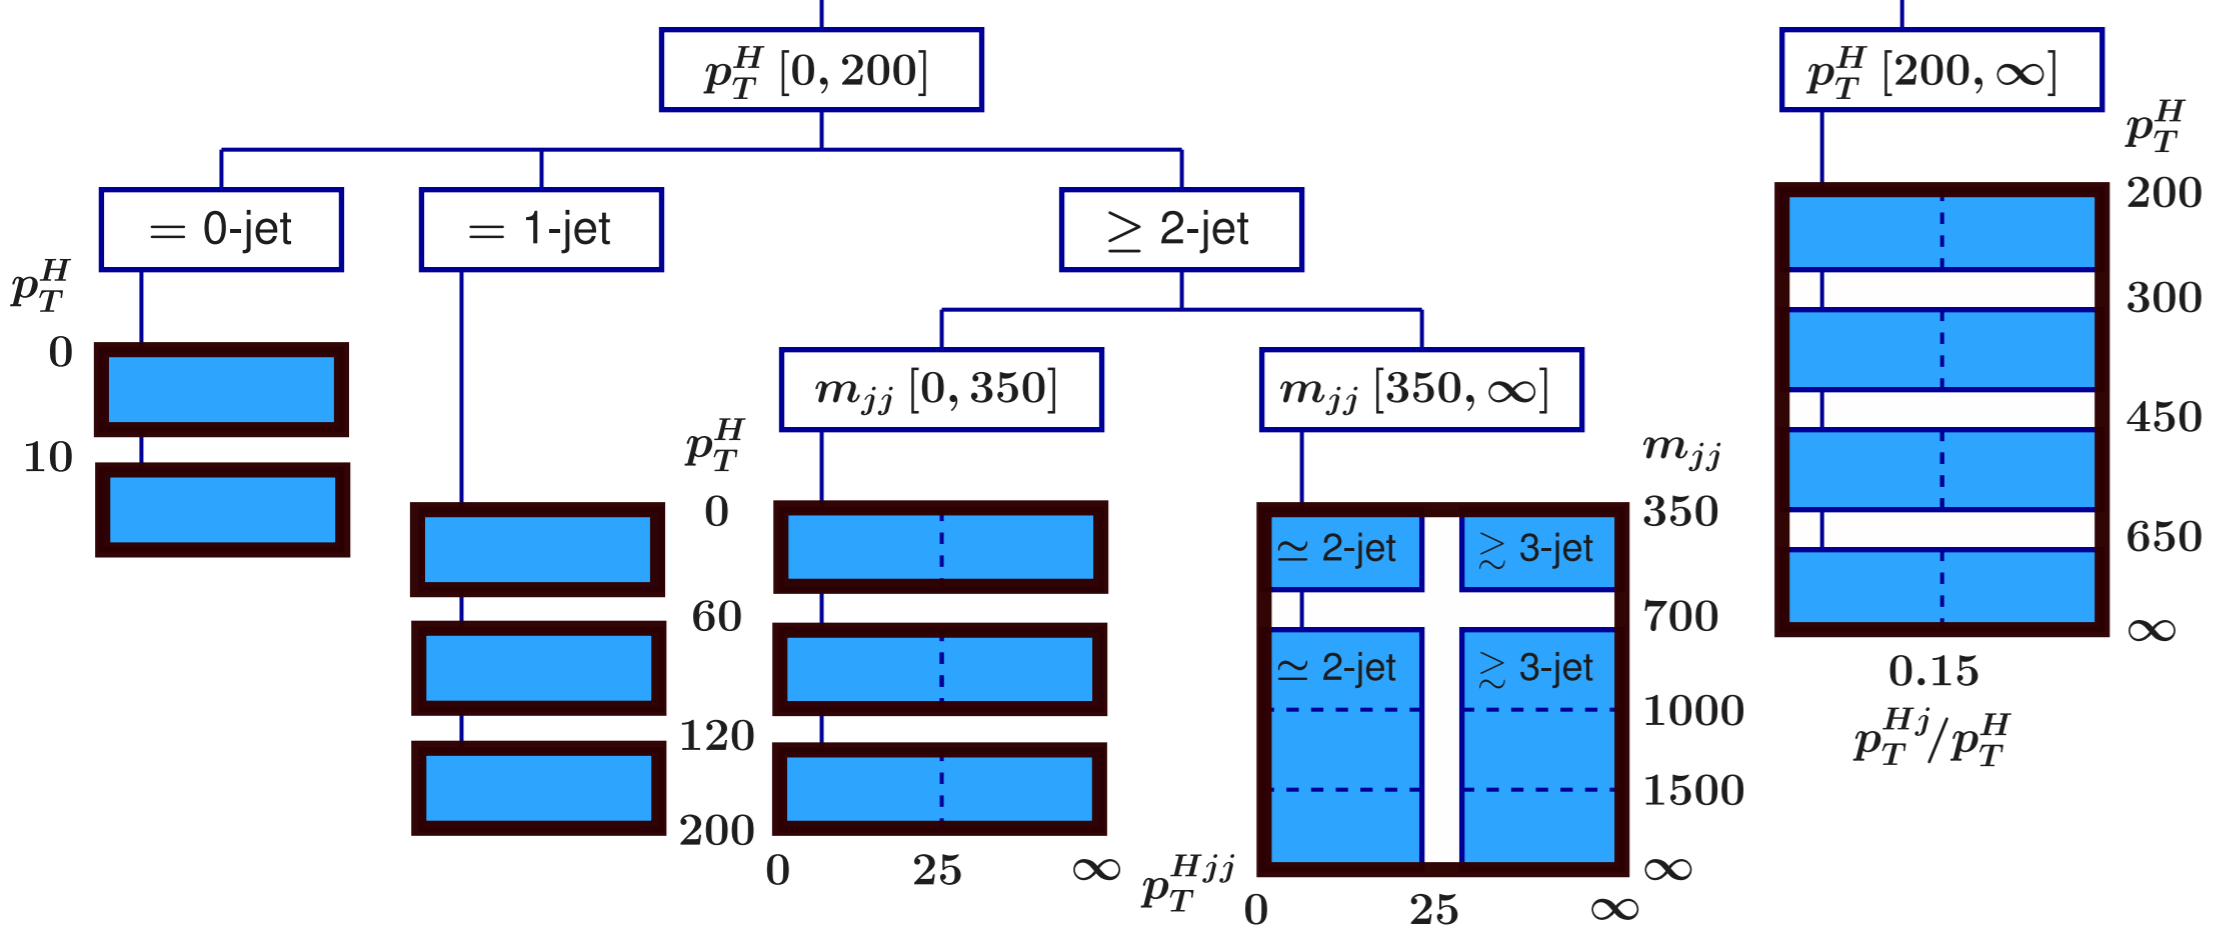 p_T^H [0, 200]
p_T^H [200, ∞]
= 0-jet
= 1-jet
≥ 2-jet
p_T^H
0
10
m_jj [0, 350]
m_jj [350, ∞]
p_T^H
0
60
120
200
0 25 ∞
≃ 2-jet ≳ 3-jet
≃ 2-jet ≳ 3-jet
m_jj
350
700
1000
1500
∞
p_T^Hjj
0 25 ∞
p_T^H
200
300
450
650
∞
0.15
p_T^Hj/p_T^H